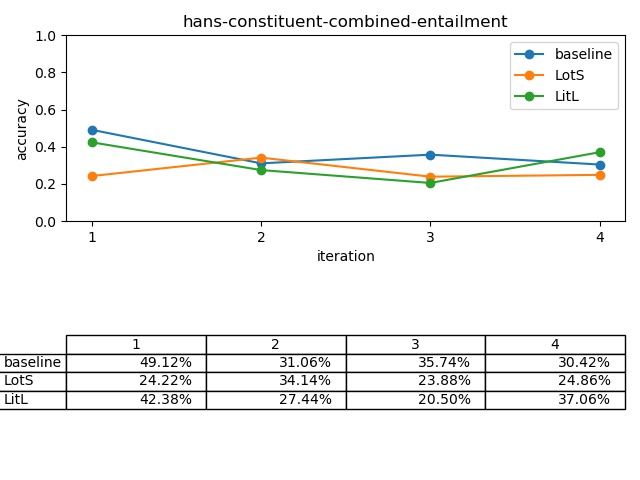 hans-constituent-combined-entailment
1.0
0.8
0.6
0.4
0.2
0.0
accuracy
baseline
LotS
LitL
1 2 3 4
iteration
1 2 3 4
baseline 49.12% 31.06% 35.74% 30.42%
LotS 24.22% 34.14% 23.88% 24.86%
LitL 42.38% 27.44% 20.50% 37.06%